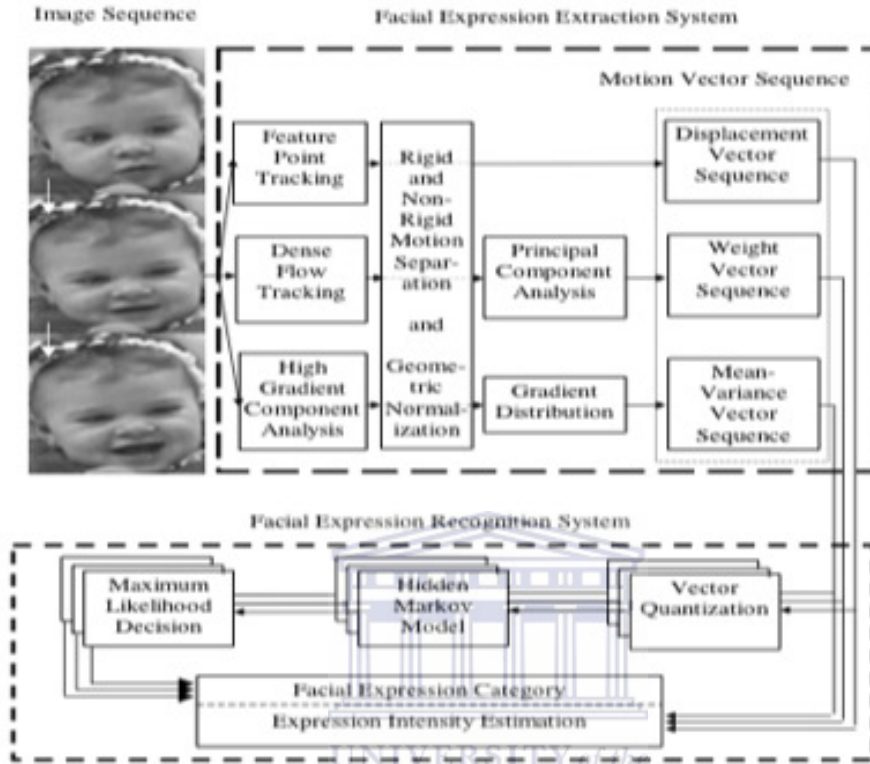 Image Sequence
Facial Expression Extraction System
Motion Vector Sequence
Feature
Point
Tracking
Dense
Flow
Tracking
High
Gradient
Component
Analysis
Rigid
and
Non-
Rigid
Motion
Separ-
ation
and
Geome-
tric
Normal-
ization
Principal
Component
Analysis
Gradient
Distribution
Displacement
Vector
Sequence
Weight
Vector
Sequence
Mean-
Variance
Vector
Sequence
Facial Expression Recognition System
Maximum
Likelihood
Decision
Hidden
Markov
Model
Vector
Quantization
Facial Expression Category
Expression Intensity Estimation
UNIVERSITY of the